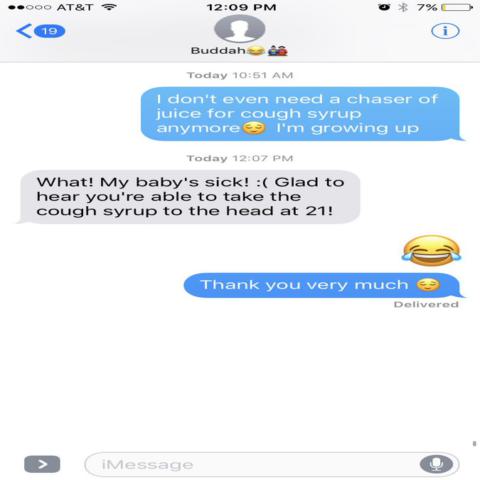 AT&T 12:09 PM 7%
19
Buddah😂👫
Today 10:51 AM
I don't even need a chaser of
juice for cough syrup
anymore😌 I'm growing up
Today 12:07 PM
What! My baby's sick! :( Glad to
hear you're able to take the
cough syrup to the head at 21!
😂
Thank you very much 😌
Delivered
iMessage